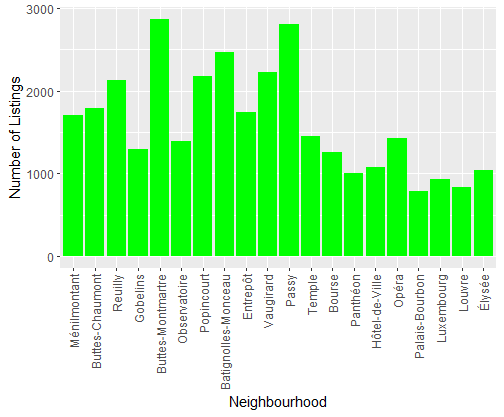 Number of Listings
3000
2000
1000
0
Ménilmontant
Buttes-Chaumont
Reuilly
Gobelins
Buttes-Montmartre
Observatoire
Popincourt
Batignolles-Monceau
Entrepôt
Vaugirard
Passy
Temple
Bourse
Panthéon
Hôtel-de-Ville
Opéra
Palais-Bourbon
Luxembourg
Louvre
Élysée
Neighbourhood